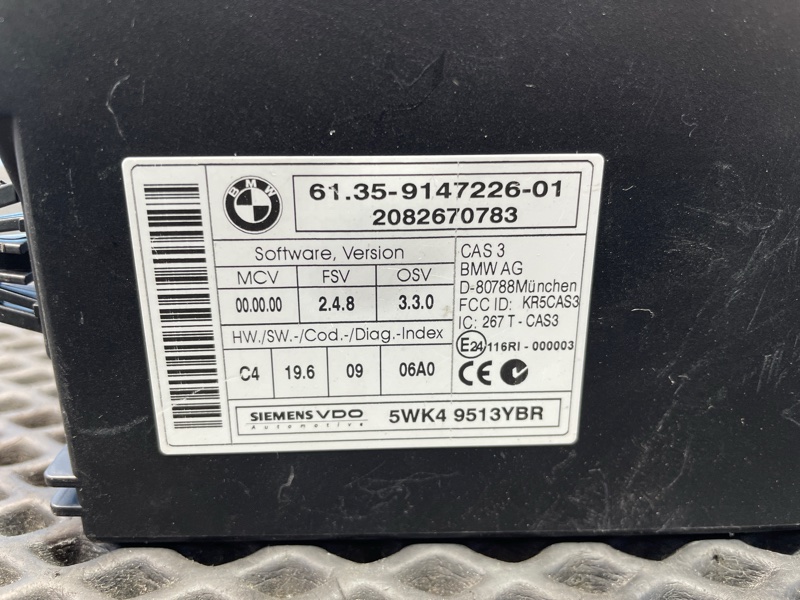 BMW
61.35-9147226-01
2082670783
Software, Version
MCV FSV OSV
00.00.00 2.4.8 3.3.0
HW./SW.-/Cod.-/Diag.-Index
C4 19.6 09 06A0
CAS 3
BMW AG
D-80788München
FCC ID: KR5CAS3
IC: 267 T - CAS3
E24 116RI - 000003
CE
SIEMENS VDO
Automotive
5WK4 9513YBR